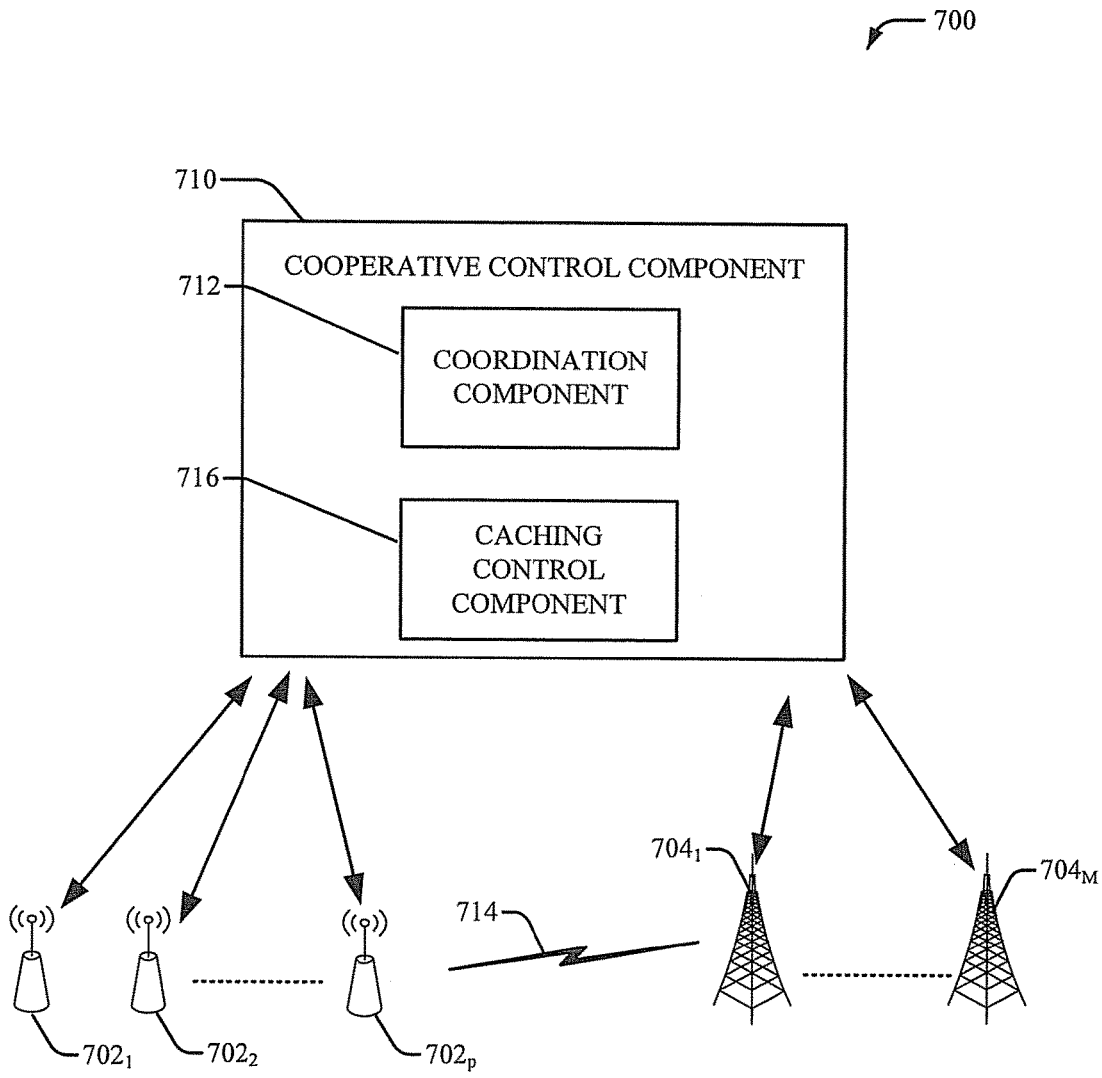 700
710
COOPERATIVE CONTROL COMPONENT
712
COORDINATION
COMPONENT
716
CACHING
CONTROL
COMPONENT
704₁
704M
714
702₁
702₂
702p